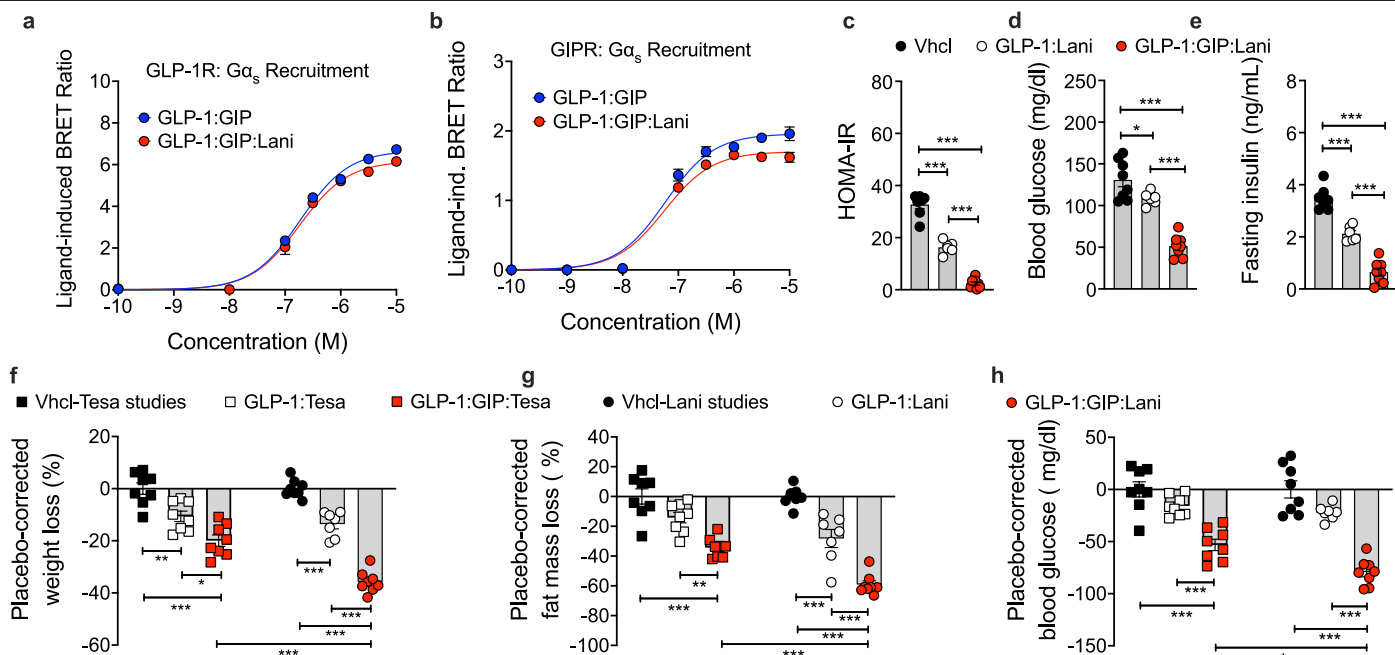 a
GLP-1R: Gαs Recruitment
GLP-1:GIP
GLP-1:GIP:Lani
Ligand-induced BRET Ratio
10
8
6
4
2
0
-10 -9 -8 -7 -6 -5
Concentration (M)
b
GIPR: Gαs Recruitment
GLP-1:GIP
GLP-1:GIP:Lani
Ligand-ind. BRET Ratio
3
2
1
0
-10 -9 -8 -7 -6 -5
Concentration (M)
Vhcl GLP-1:Lani GLP-1:GIP:Lani
c
HOMA-IR
80
60
40
20
0
***
***
***
d
Blood glucose (mg/dl)
250
200
150
100
50
0
***
*
***
e
Fasting insulin (ng/mL)
8
6
4
2
0
***
***
***
Vhcl-Tesa studies GLP-1:Tesa GLP-1:GIP:Tesa Vhcl-Lani studies GLP-1:Lani GLP-1:GIP:Lani
f
Placebo-corrected
weight loss (%)
20
0
-20
-40
-60
**
*
***
***
***
***
***
g
Placebo-corrected
fat mass loss ( %)
40
20
0
-20
-40
-60
-80
-100
**
***
***
***
***
***
h
Placebo-corrected
blood glucose ( mg/dl)
50
0
-50
-100
-150
***
***
***
***
*